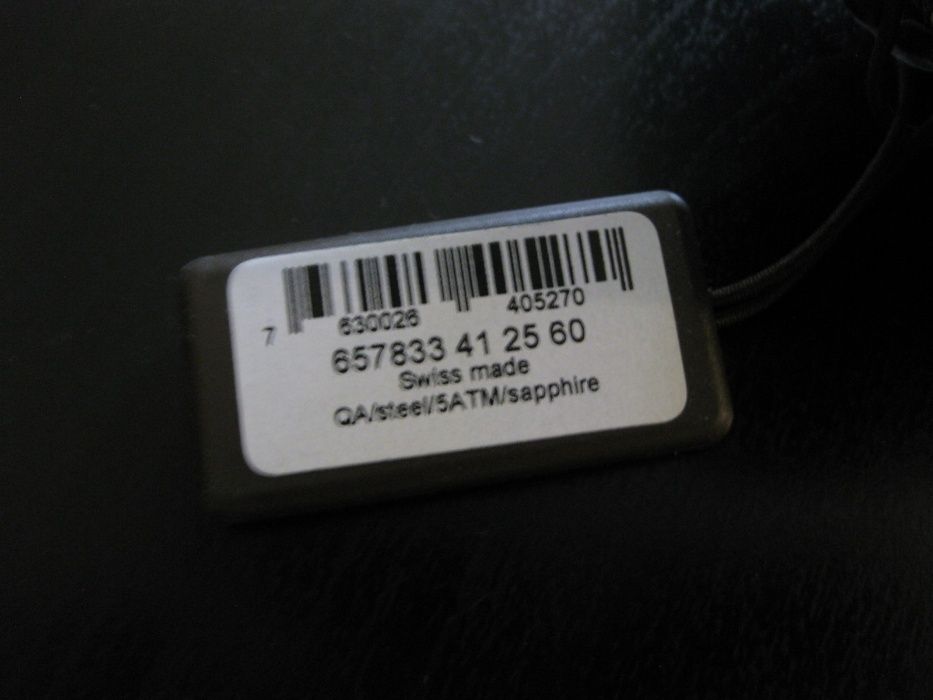 7 630026 405270
657833 41 25 60
Swiss made
QA/steel/5ATM/sapphire